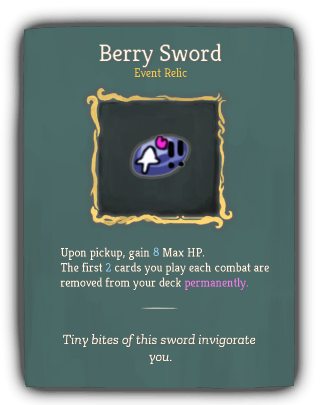 Berry Sword
Event Relic
Upon pickup, gain 8 Max HP.
The first 2 cards you play each combat are
removed from your deck permanently.
Tiny bites of this sword invigorate
you.